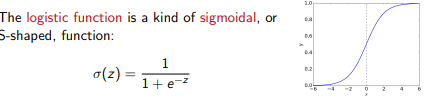 The logistic function is a kind of sigmoidal, or
S-shaped, function:
σ(z) = 1 / (1 + e^{-z})
1.0
0.8
0.6
0.4
0.2
0.0
-6 -4 -2 0 2 4 6